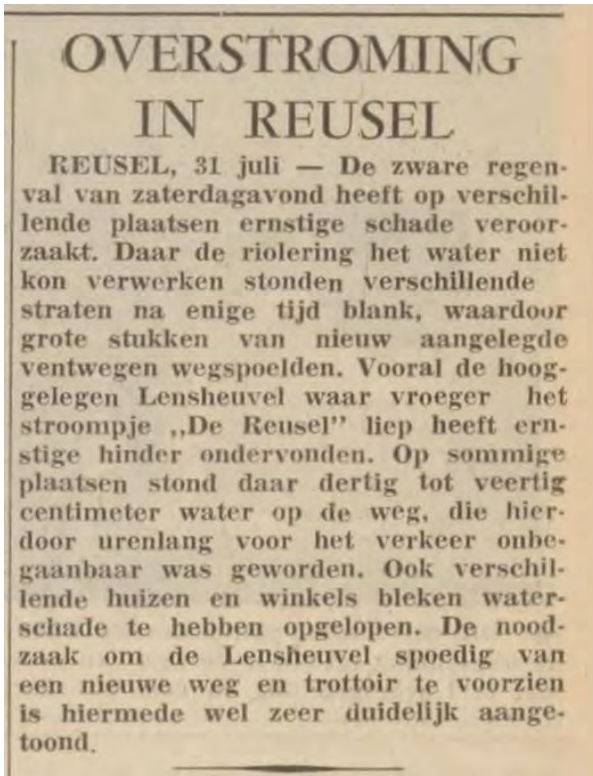 OVERSTROMING
IN REUSEL
REUSEL, 31 juli — De zware regen-
val van zaterdagavond heeft op verschil-
lende plaatsen ernstige schade veroor-
zaakt. Daar de riolering het water niet
kon verwerken stonden verschillende
straten na enige tijd blank, waardoor
grote stukken van nieuw aangelegde
ventwegen wegspoelden. Vooral de hoog-
gelegen Lensheuvel waar vroeger het
stroompje „De Reusel” liep heeft ern-
stige hinder ondervonden. Op sommige
plaatsen stond daar dertig tot veertig
centimeter water op de weg, die hier-
door urenlang voor het verkeer onbe-
gaanbaar was geworden. Ook verschil-
lende huizen en winkels bleken water-
schade te hebben opgelopen. De nood-
zaak om de Lensheuvel spoedig van
een nieuwe weg en trottoir te voorzien
is hiermede wel zeer duidelijk aange-
toond.